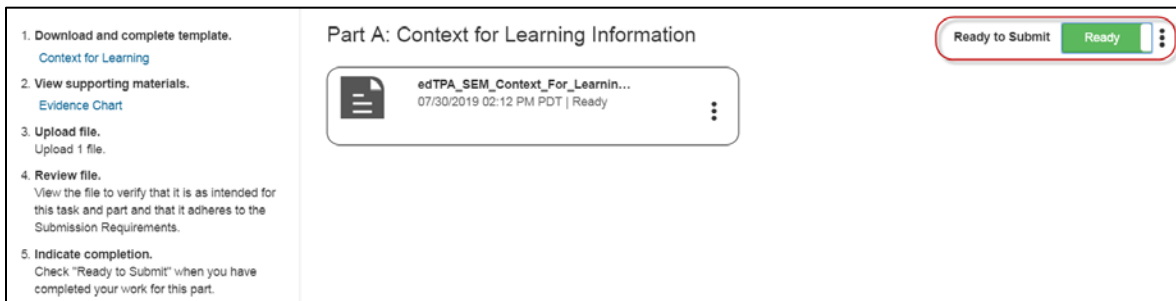 1. Download and complete template.
Context for Learning
2. View supporting materials.
Evidence Chart
3. Upload file.
Upload 1 file.
4. Review file.
View the file to verify that it is as intended for
this task and part and that it adheres to the
Submission Requirements.
5. Indicate completion.
Check "Ready to Submit" when you have
completed your work for this part.
Part A: Context for Learning Information
Ready to Submit Ready
edTPA_SEM_Context_For_Learnin...
07/30/2019 02:12 PM PDT | Ready